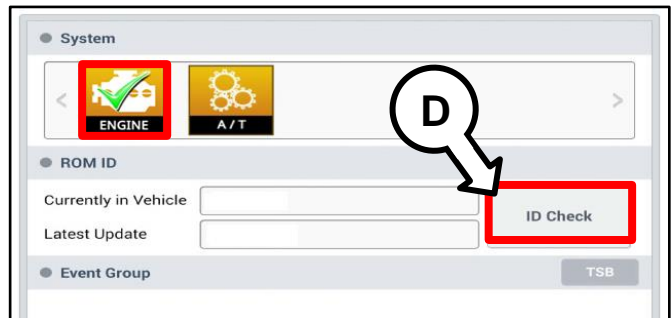 System
ENGINE
A/T
D
ROM ID
Currently in Vehicle
ID Check
Latest Update
Event Group
TSB